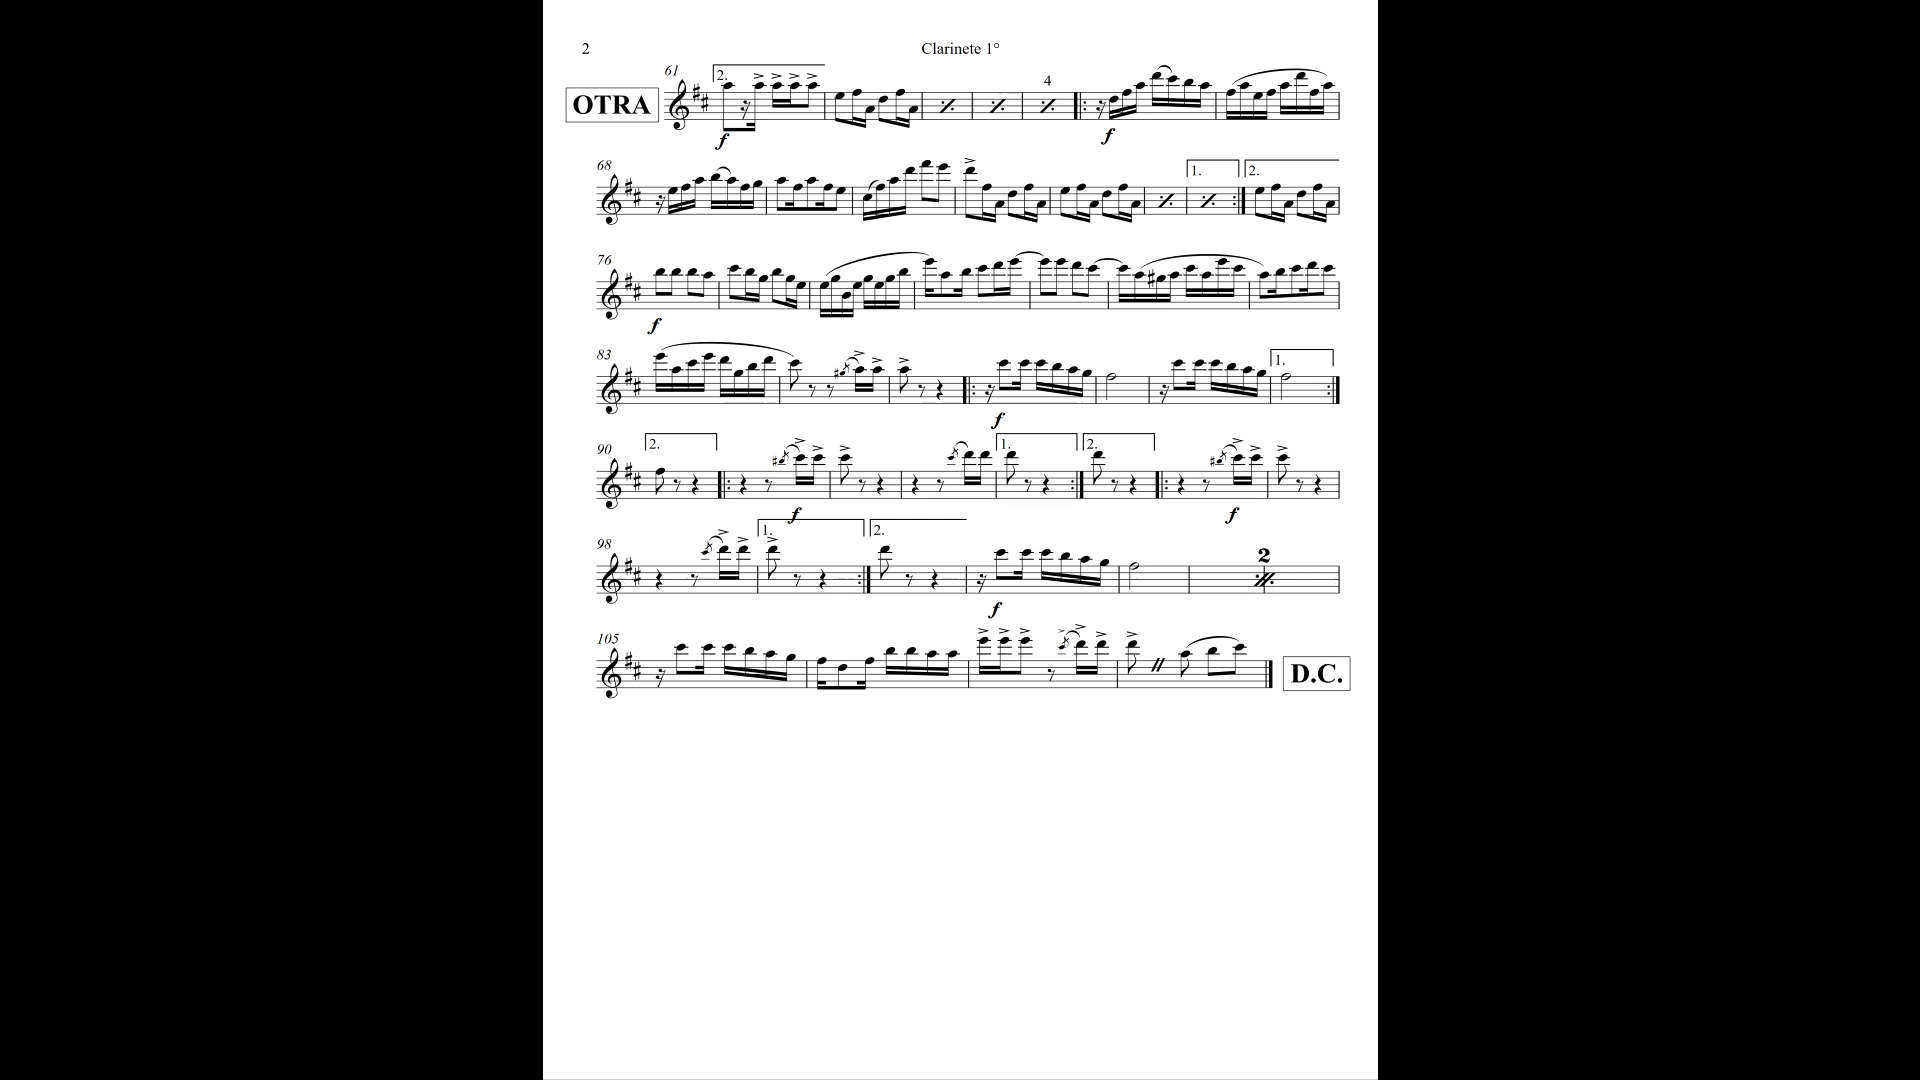 2 Clarinete 1°
OTRA 61 2. 4
f f
68 1. 2.
76
f
83 1.
f
90 2. 1. 2.
f f
98 1. 2. 2
f
105 D.C.